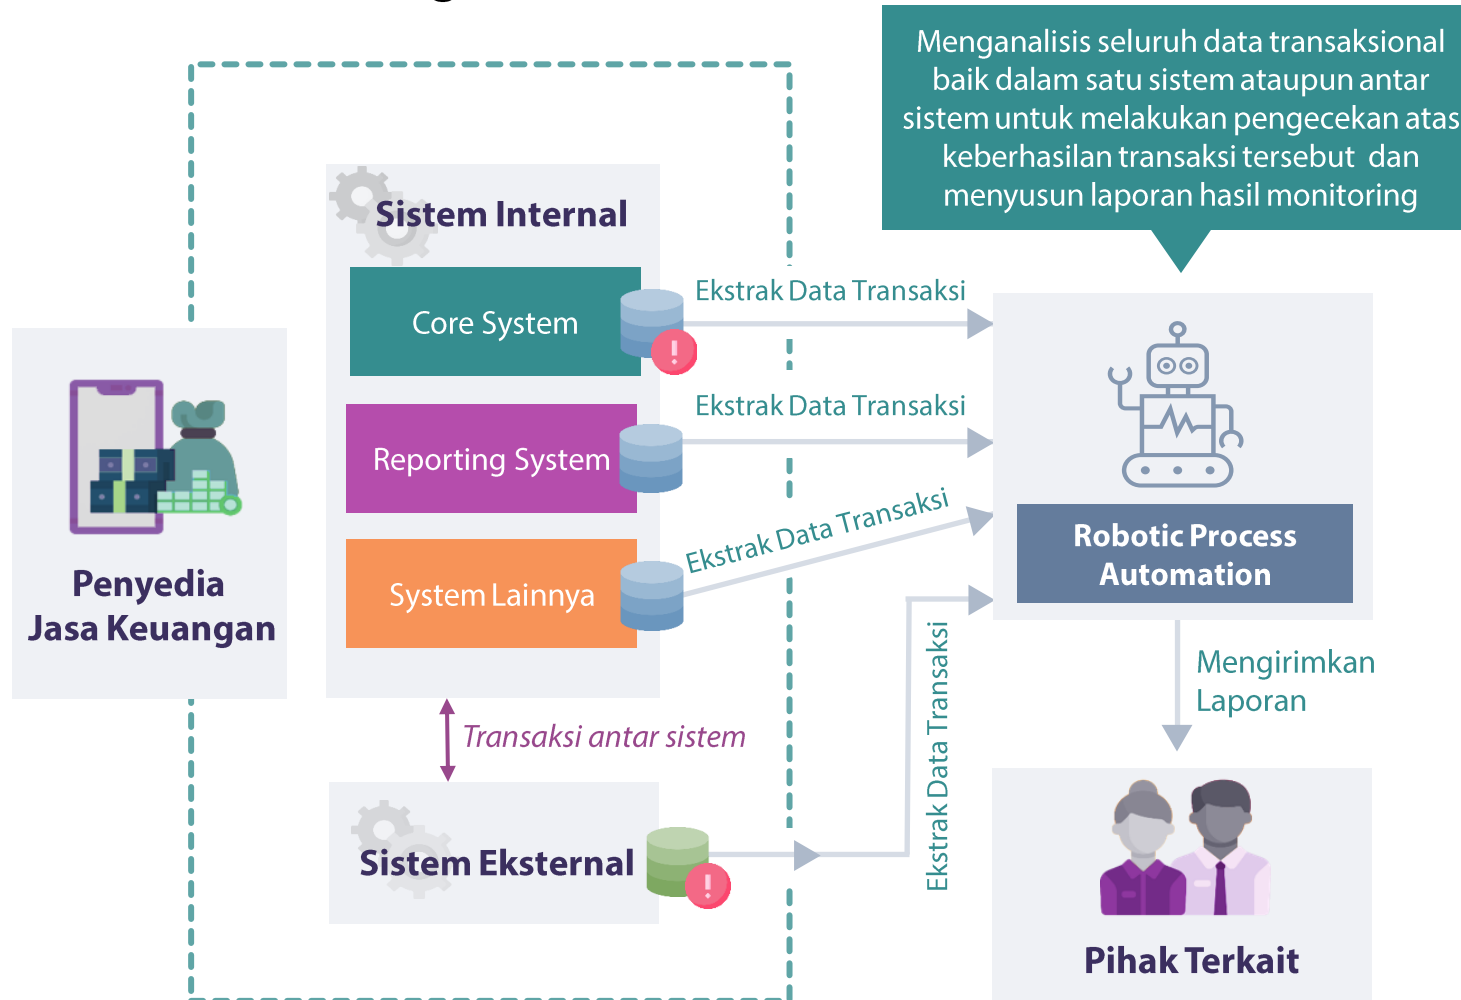 Menganalisis seluruh data transaksional
baik dalam satu sistem ataupun antar
sistem untuk melakukan pengecekan atas
keberhasilan transaksi tersebut dan
menyusun laporan hasil monitoring
Sistem Internal
Core System
Ekstrak Data Transaksi
Reporting System
Ekstrak Data Transaksi
System Lainnya
Ekstrak Data Transaksi
Penyedia
Jasa Keuangan
Robotic Process
Automation
Transaksi antar sistem
Sistem Eksternal
Ekstrak Data Transaksi
Mengirimkan
Laporan
Pihak Terkait